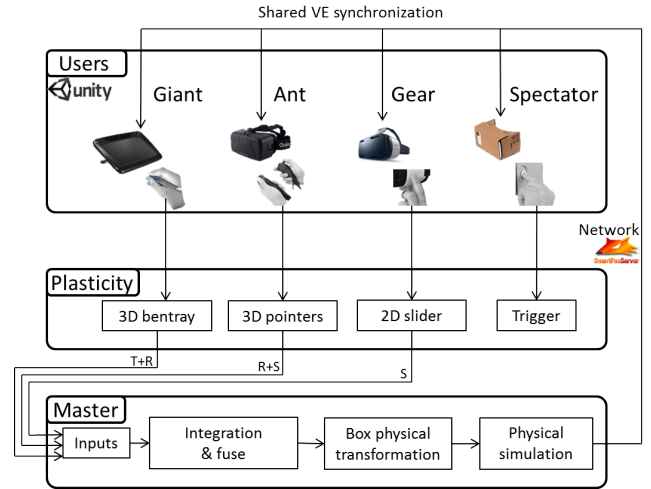 Shared VE synchronization
Users
unity
Giant
Ant
Gear
Spectator
Network
SmartFoxServer
Plasticity
3D bentray
3D pointers
2D slider
Trigger
T+R
R+S
S
Master
Inputs
Integration
& fuse
Box physical
transformation
Physical
simulation